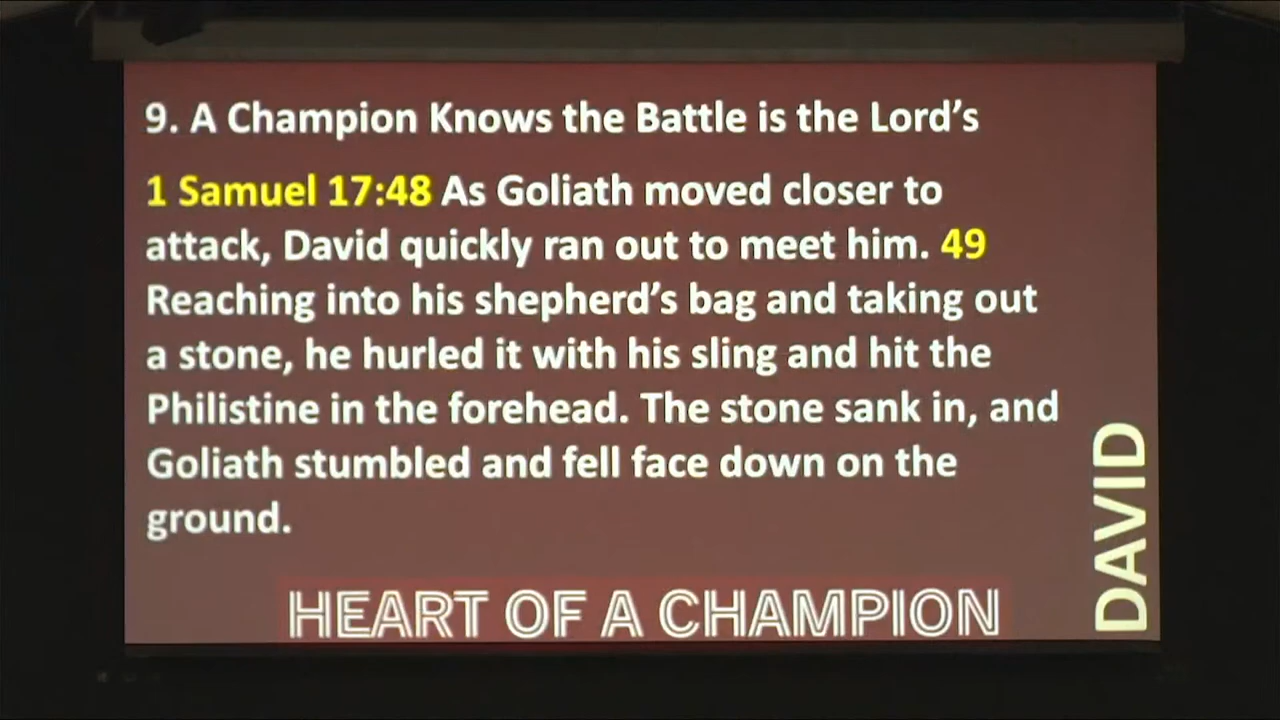 9. A Champion Knows the Battle is the Lord's
1 Samuel 17:48 As Goliath moved closer to
attack, David quickly ran out to meet him. 49
Reaching into his shepherd's bag and taking out
a stone, he hurled it with his sling and hit the
Philistine in the forehead. The stone sank in, and
Goliath stumbled and fell face down on the
ground.
DAVID
HEART OF A CHAMPION